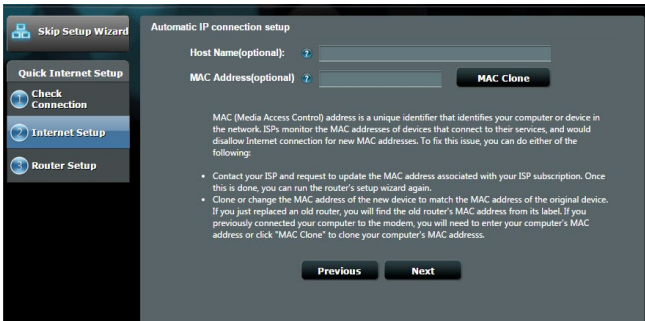 Skip Setup Wizard
Quick Internet Setup
1 Check
Connection
2 Internet Setup
3 Router Setup
Automatic IP connection setup
Host Name(optional): ?
MAC Address(optional) ? MAC Clone
MAC (Media Access Control) address is a unique identifier that identifies your computer or device in
the network. ISPs monitor the MAC addresses of devices that connect to their services, and would
disallow Internet connection for new MAC addresses. To fix this issue, you can do either of the
following:
• Contact your ISP and request to update the MAC address associated with your ISP subscription. Once
this is done, you can run the router's setup wizard again.
• Clone or change the MAC address of the new device to match the MAC address of the original device.
If you just replaced an old router, you will find the old router's MAC address from its label. If you
previously connected your computer to the modem, you will need to enter your computer's MAC
address or click "MAC Clone" to clone your computer's MAC addresss.
Previous Next